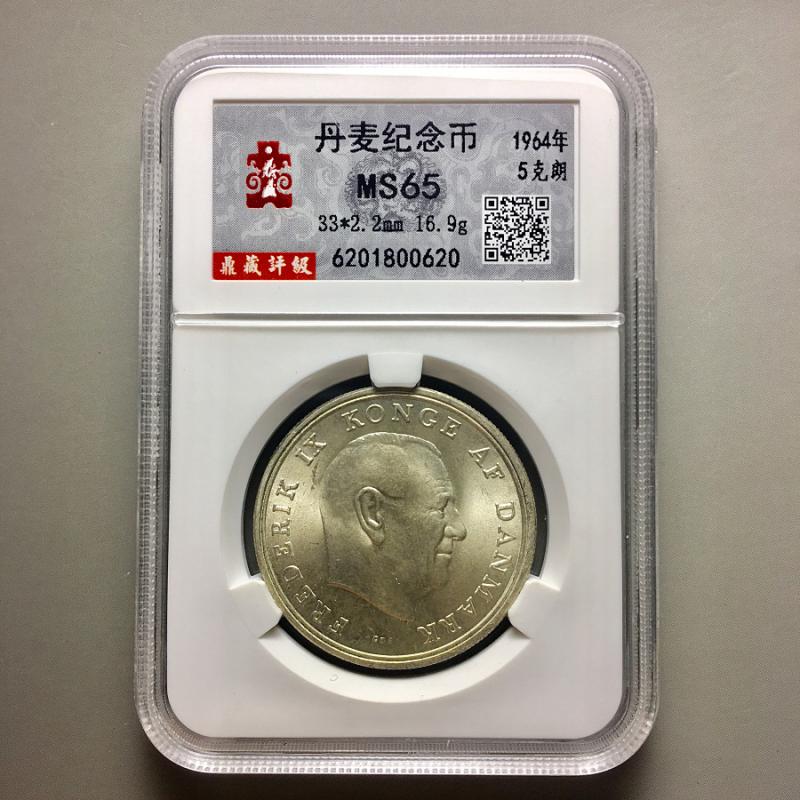 丹麦纪念币
1964年
5克朗
MS65
33*2.2mm 16.9g
鼎藏評級
6201800620
FREDERIK IX KONGE AF DANMARK